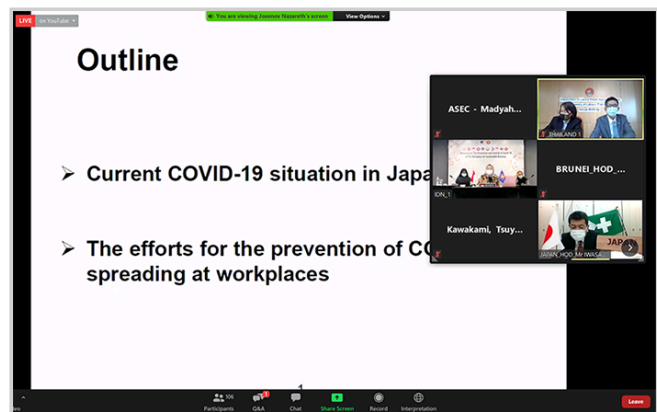 LIVE on YouTube
You are viewing Joannes Nazareth's screen View Options
Outline
➢ Current COVID-19 situation in Japa
➢ The efforts for the prevention of CO
spreading at workplaces
ASEC - Madyah...
THAILAND 1
IDN_1
BRUNEI_HOD_...
Kawakami, Tsuy...
JAPAN
JAPAN_HOD_Mr IWASA...
1
106
Participants Q&A Chat Share Screen Record Interpretation
Leave